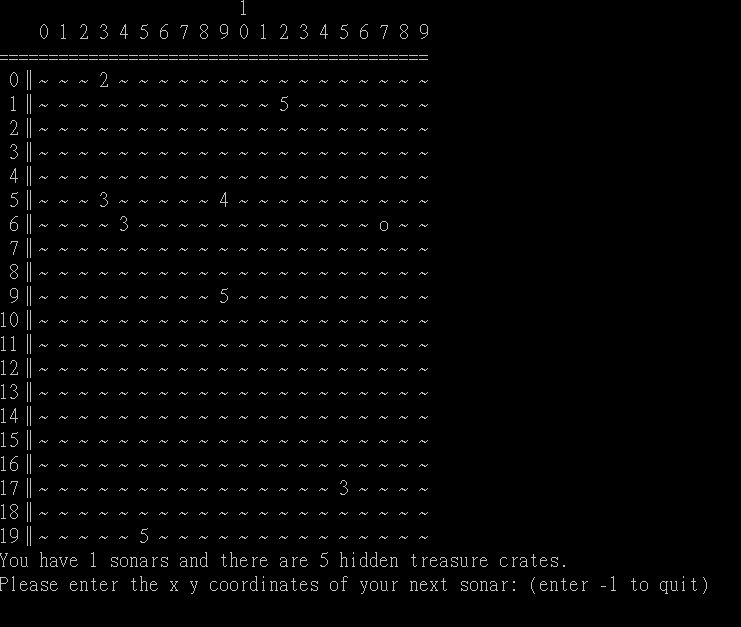 1
0 1 2 3 4 5 6 7 8 9 0 1 2 3 4 5 6 7 8 9
===========================================
0 ║ ~ ~ ~ 2 ~ ~ ~ ~ ~ ~ ~ ~ ~ ~ ~ ~ ~ ~ ~ ~
1 ║ ~ ~ ~ ~ ~ ~ ~ ~ ~ ~ ~ ~ 5 ~ ~ ~ ~ ~ ~ ~
2 ║ ~ ~ ~ ~ ~ ~ ~ ~ ~ ~ ~ ~ ~ ~ ~ ~ ~ ~ ~ ~
3 ║ ~ ~ ~ ~ ~ ~ ~ ~ ~ ~ ~ ~ ~ ~ ~ ~ ~ ~ ~ ~
4 ║ ~ ~ ~ ~ ~ ~ ~ ~ ~ ~ ~ ~ ~ ~ ~ ~ ~ ~ ~ ~
5 ║ ~ ~ ~ 3 ~ ~ ~ ~ ~ 4 ~ ~ ~ ~ ~ ~ ~ ~ ~ ~
6 ║ ~ ~ ~ ~ 3 ~ ~ ~ ~ ~ ~ ~ ~ ~ ~ ~ ~ o ~ ~
7 ║ ~ ~ ~ ~ ~ ~ ~ ~ ~ ~ ~ ~ ~ ~ ~ ~ ~ ~ ~ ~
8 ║ ~ ~ ~ ~ ~ ~ ~ ~ ~ ~ ~ ~ ~ ~ ~ ~ ~ ~ ~ ~
9 ║ ~ ~ ~ ~ ~ ~ ~ ~ ~ 5 ~ ~ ~ ~ ~ ~ ~ ~ ~ ~
10 ║ ~ ~ ~ ~ ~ ~ ~ ~ ~ ~ ~ ~ ~ ~ ~ ~ ~ ~ ~ ~
11 ║ ~ ~ ~ ~ ~ ~ ~ ~ ~ ~ ~ ~ ~ ~ ~ ~ ~ ~ ~ ~
12 ║ ~ ~ ~ ~ ~ ~ ~ ~ ~ ~ ~ ~ ~ ~ ~ ~ ~ ~ ~ ~
13 ║ ~ ~ ~ ~ ~ ~ ~ ~ ~ ~ ~ ~ ~ ~ ~ ~ ~ ~ ~ ~
14 ║ ~ ~ ~ ~ ~ ~ ~ ~ ~ ~ ~ ~ ~ ~ ~ ~ ~ ~ ~ ~
15 ║ ~ ~ ~ ~ ~ ~ ~ ~ ~ ~ ~ ~ ~ ~ ~ ~ ~ ~ ~ ~
16 ║ ~ ~ ~ ~ ~ ~ ~ ~ ~ ~ ~ ~ ~ ~ ~ ~ ~ ~ ~ ~
17 ║ ~ ~ ~ ~ ~ ~ ~ ~ ~ ~ ~ ~ ~ ~ ~ 3 ~ ~ ~ ~
18 ║ ~ ~ ~ ~ ~ ~ ~ ~ ~ ~ ~ ~ ~ ~ ~ ~ ~ ~ ~ ~
19 ║ ~ ~ ~ ~ ~ 5 ~ ~ ~ ~ ~ ~ ~ ~ ~ ~ ~ ~ ~ ~
You have 1 sonars and there are 5 hidden treasure crates.
Please enter the x y coordinates of your next sonar: (enter -1 to quit)